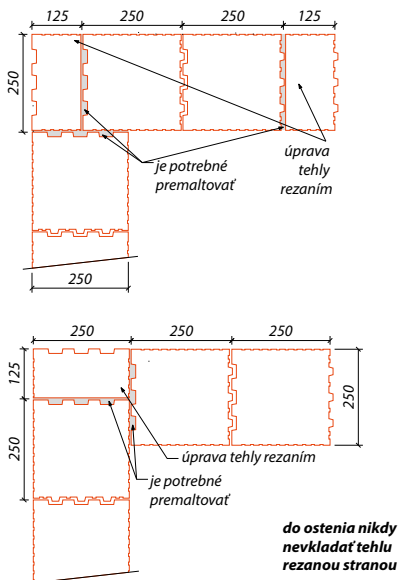 125 250 250 125
250
je potrebné
premaltovať
úprava
tehly
rezaním
250
250 250 250
125
250
250
úprava tehly rezaním
je potrebné
premaltovať
do ostenia nikdy
nevkladať tehlu
rezanou stranou